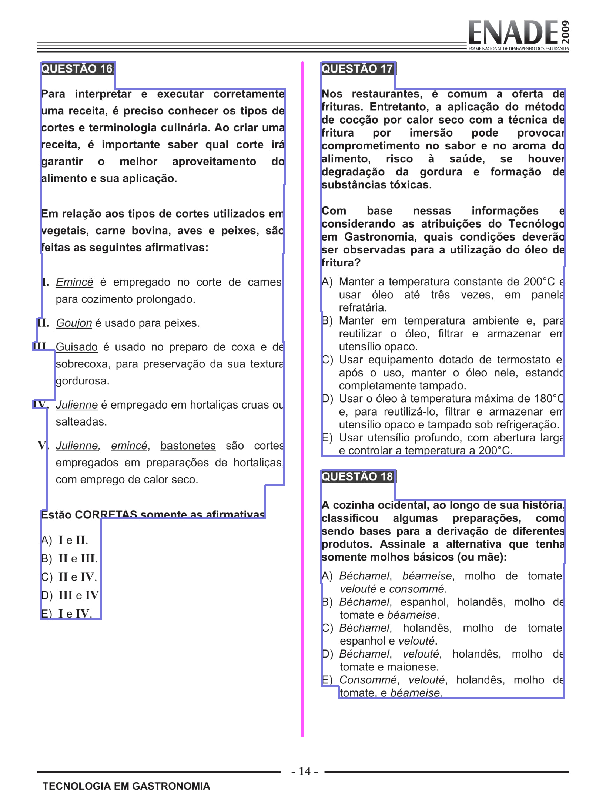 ENADE 2009
EXAME NACIONAL DE DESEMPENHO DOS ESTUDANTES
QUESTÃO 16
Para interpretar e executar corretamente
uma receita, é preciso conhecer os tipos de
cortes e terminologia culinária. Ao criar uma
receita, é importante saber qual corte irá
garantir o melhor aproveitamento do
alimento e sua aplicação.
Em relação aos tipos de cortes utilizados em
vegetais, carne bovina, aves e peixes, são
feitas as seguintes afirmativas:
I. Emincé é empregado no corte de carnes
para cozimento prolongado.
II. Goujon é usado para peixes.
III. Guisado é usado no preparo de coxa e de
sobrecoxa, para preservação da sua textura
gordurosa.
IV. Julienne é empregado em hortaliças cruas ou
salteadas.
V. Julienne, emincé, bastonetes são cortes
empregados em preparações de hortaliças,
com emprego de calor seco.
Estão CORRETAS somente as afirmativas
A) I e II.
B) II e III.
C) II e IV.
D) III e IV
E) I e IV.
QUESTÃO 17
Nos restaurantes, é comum a oferta de
frituras. Entretanto, a aplicação do método
de cocção por calor seco com a técnica de
fritura por imersão pode provocar
comprometimento no sabor e no aroma do
alimento, risco à saúde, se houver
degradação da gordura e formação de
substâncias tóxicas.
Com base nessas informações e
considerando as atribuições do Tecnólogo
em Gastronomia, quais condições deverão
ser observadas para a utilização do óleo de
fritura?
A) Manter a temperatura constante de 200°C e
usar óleo até três vezes, em panela
refratária.
B) Manter em temperatura ambiente e, para
reutilizar o óleo, filtrar e armazenar em
utensílio opaco.
C) Usar equipamento dotado de termostato e,
após o uso, manter o óleo nele, estando
completamente tampado.
D) Usar o óleo à temperatura máxima de 180°C
e, para reutilizá-lo, filtrar e armazenar em
utensílio opaco e tampado sob refrigeração.
E) Usar utensílio profundo, com abertura larga
e controlar a temperatura a 200°C.
QUESTÃO 18
A cozinha ocidental, ao longo de sua história,
classificou algumas preparações, como
sendo bases para a derivação de diferentes
produtos. Assinale a alternativa que tenha
somente molhos básicos (ou mãe):
A) Béchamel, béarneise, molho de tomate,
velouté e consommé.
B) Béchamel, espanhol, holandês, molho de
tomate e béarneise.
C) Béchamel, holandês, molho de tomate,
espanhol e velouté.
D) Béchamel, velouté, holandês, molho de
tomate e maionese.
E) Consommé, velouté, holandês, molho de
tomate, e béarneise.
- 14 -
TECNOLOGIA EM GASTRONOMIA